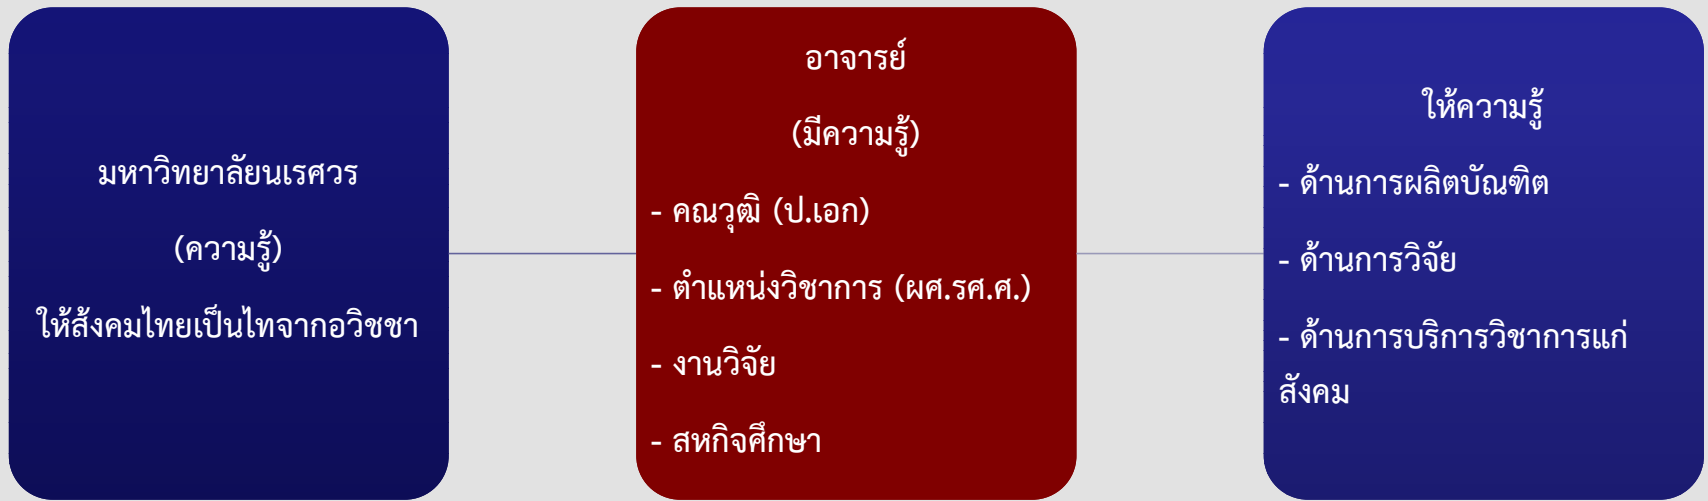 มหาวิทยาลัยนเรศวร
(ความรู้)
ให้ส้งคมไทยเป็นไทจากอวิชชา
อาจารย์
(มีความรู้)
- คณวุฒิ (ป.เอก)
- ตำแหน่งวิชาการ (ผศ.รศ.ศ.)
- งานวิจัย
- สหกิจศึกษา
ให้ความรู้
- ด้านการผลิตบัณฑิต
- ด้านการวิจัย
- ด้านการบริการวิชาการแก่
สังคม